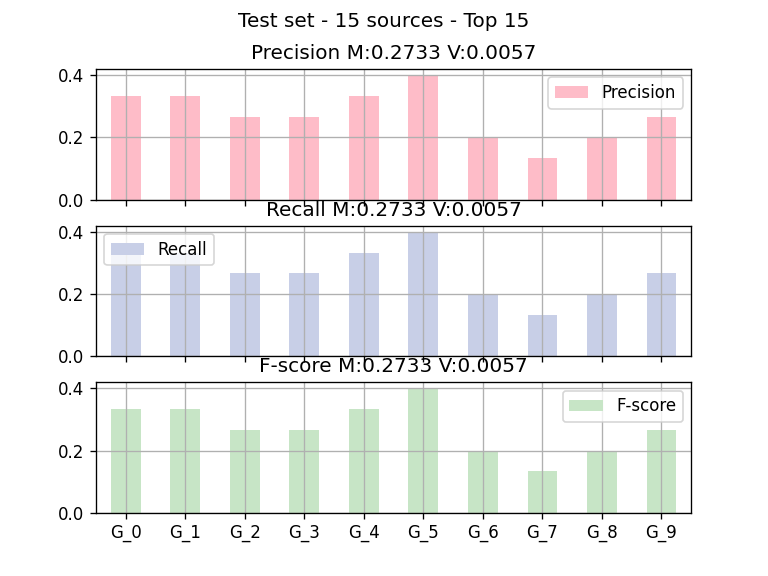 Test set - 15 sources - Top 15
Precision M:0.2733 V:0.0057
0.4
Precision
0.2
0.0
Recall M:0.2733 V:0.0057
0.4
Recall
0.2
0.0
F-score M:0.2733 V:0.0057
0.4
F-score
0.2
0.0
G_0 G_1 G_2 G_3 G_4 G_5 G_6 G_7 G_8 G_9